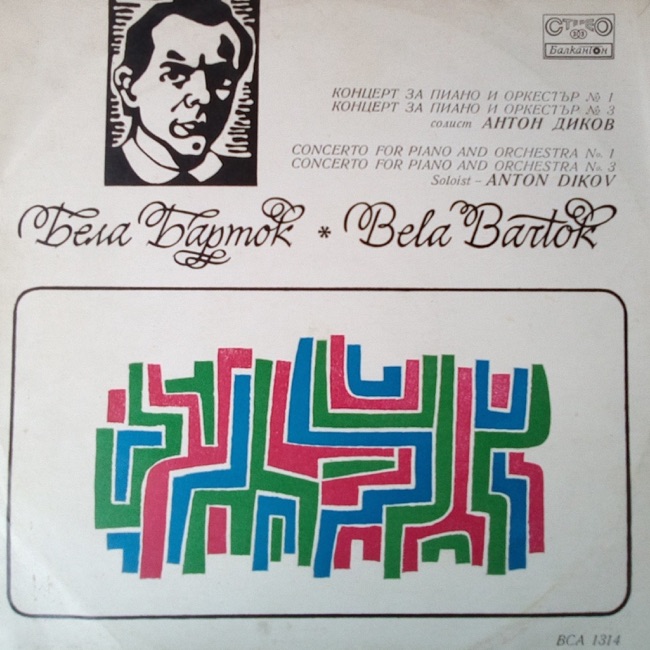 СТЕРЕО
Балкантон
КОНЦЕРТ ЗА ПИАНО И ОРКЕСТЪР № 1
КОНЦЕРТ ЗА ПИАНО И ОРКЕСТЪР № 3
солист АНТОН ДИКОВ
CONCERTO FOR PIANO AND ORCHESTRA No. 1
CONCERTO FOR PIANO AND ORCHESTRA No. 3
Soloist – ANTON DIKOV
Бела Барток * Bela Bartok
ВСА 1314